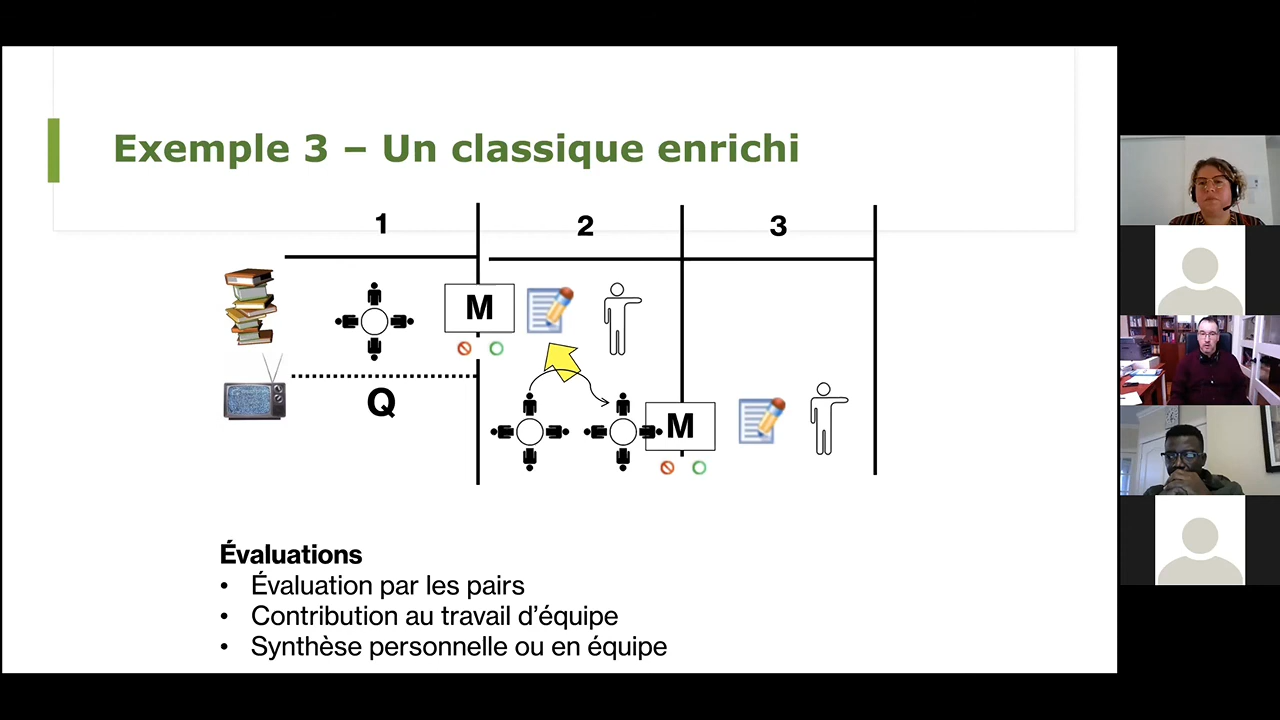 Exemple 3 – Un classique enrichi
1
2
3
M
Q
M
Évaluations
• Évaluation par les pairs
• Contribution au travail d’équipe
• Synthèse personnelle ou en équipe